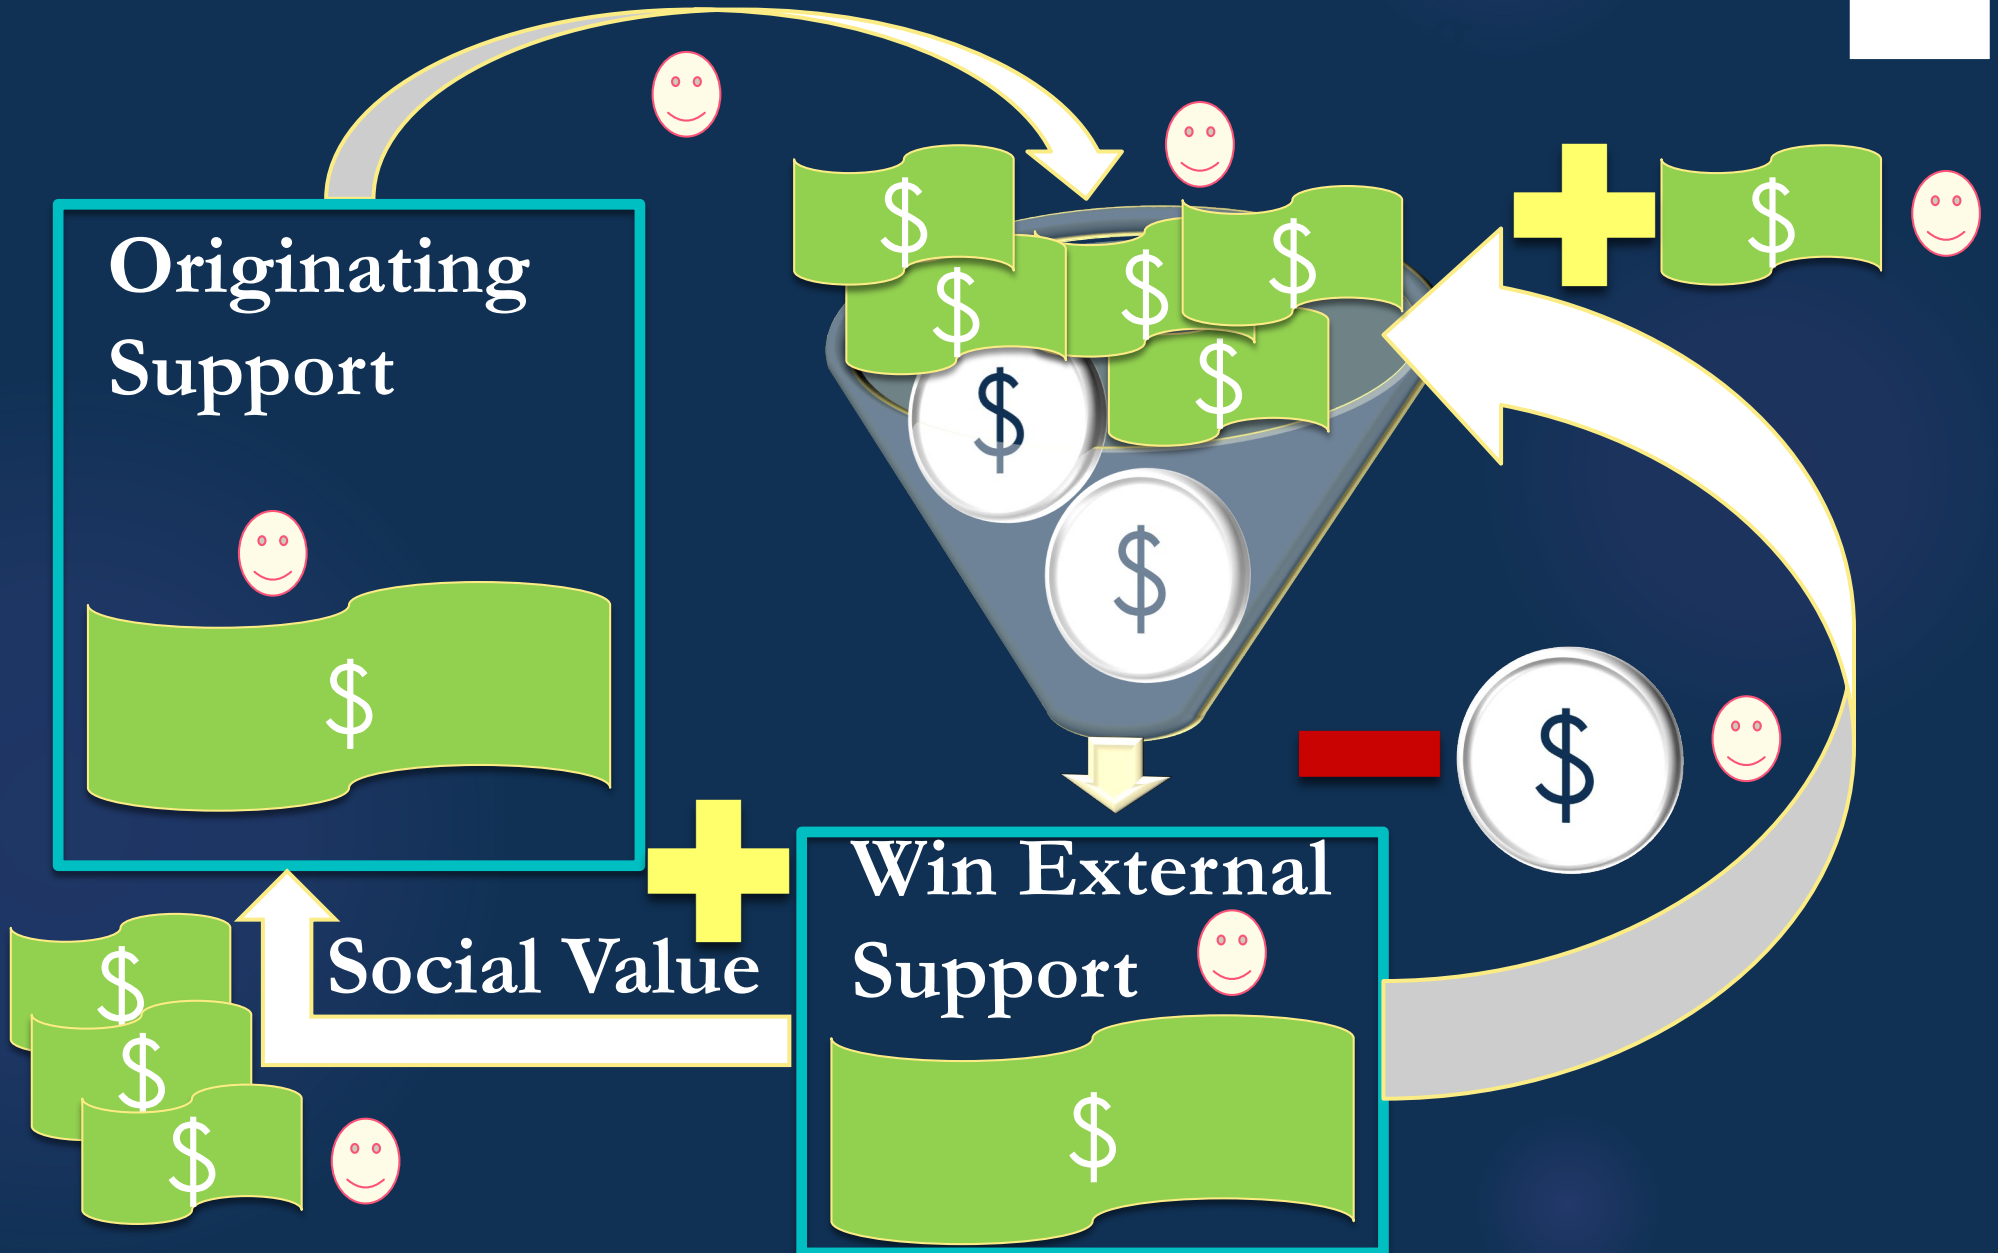 Originating
Support
$
$
$
$
$
$
$
$
$
$
Win External
Support
$
Social Value
$
$
$